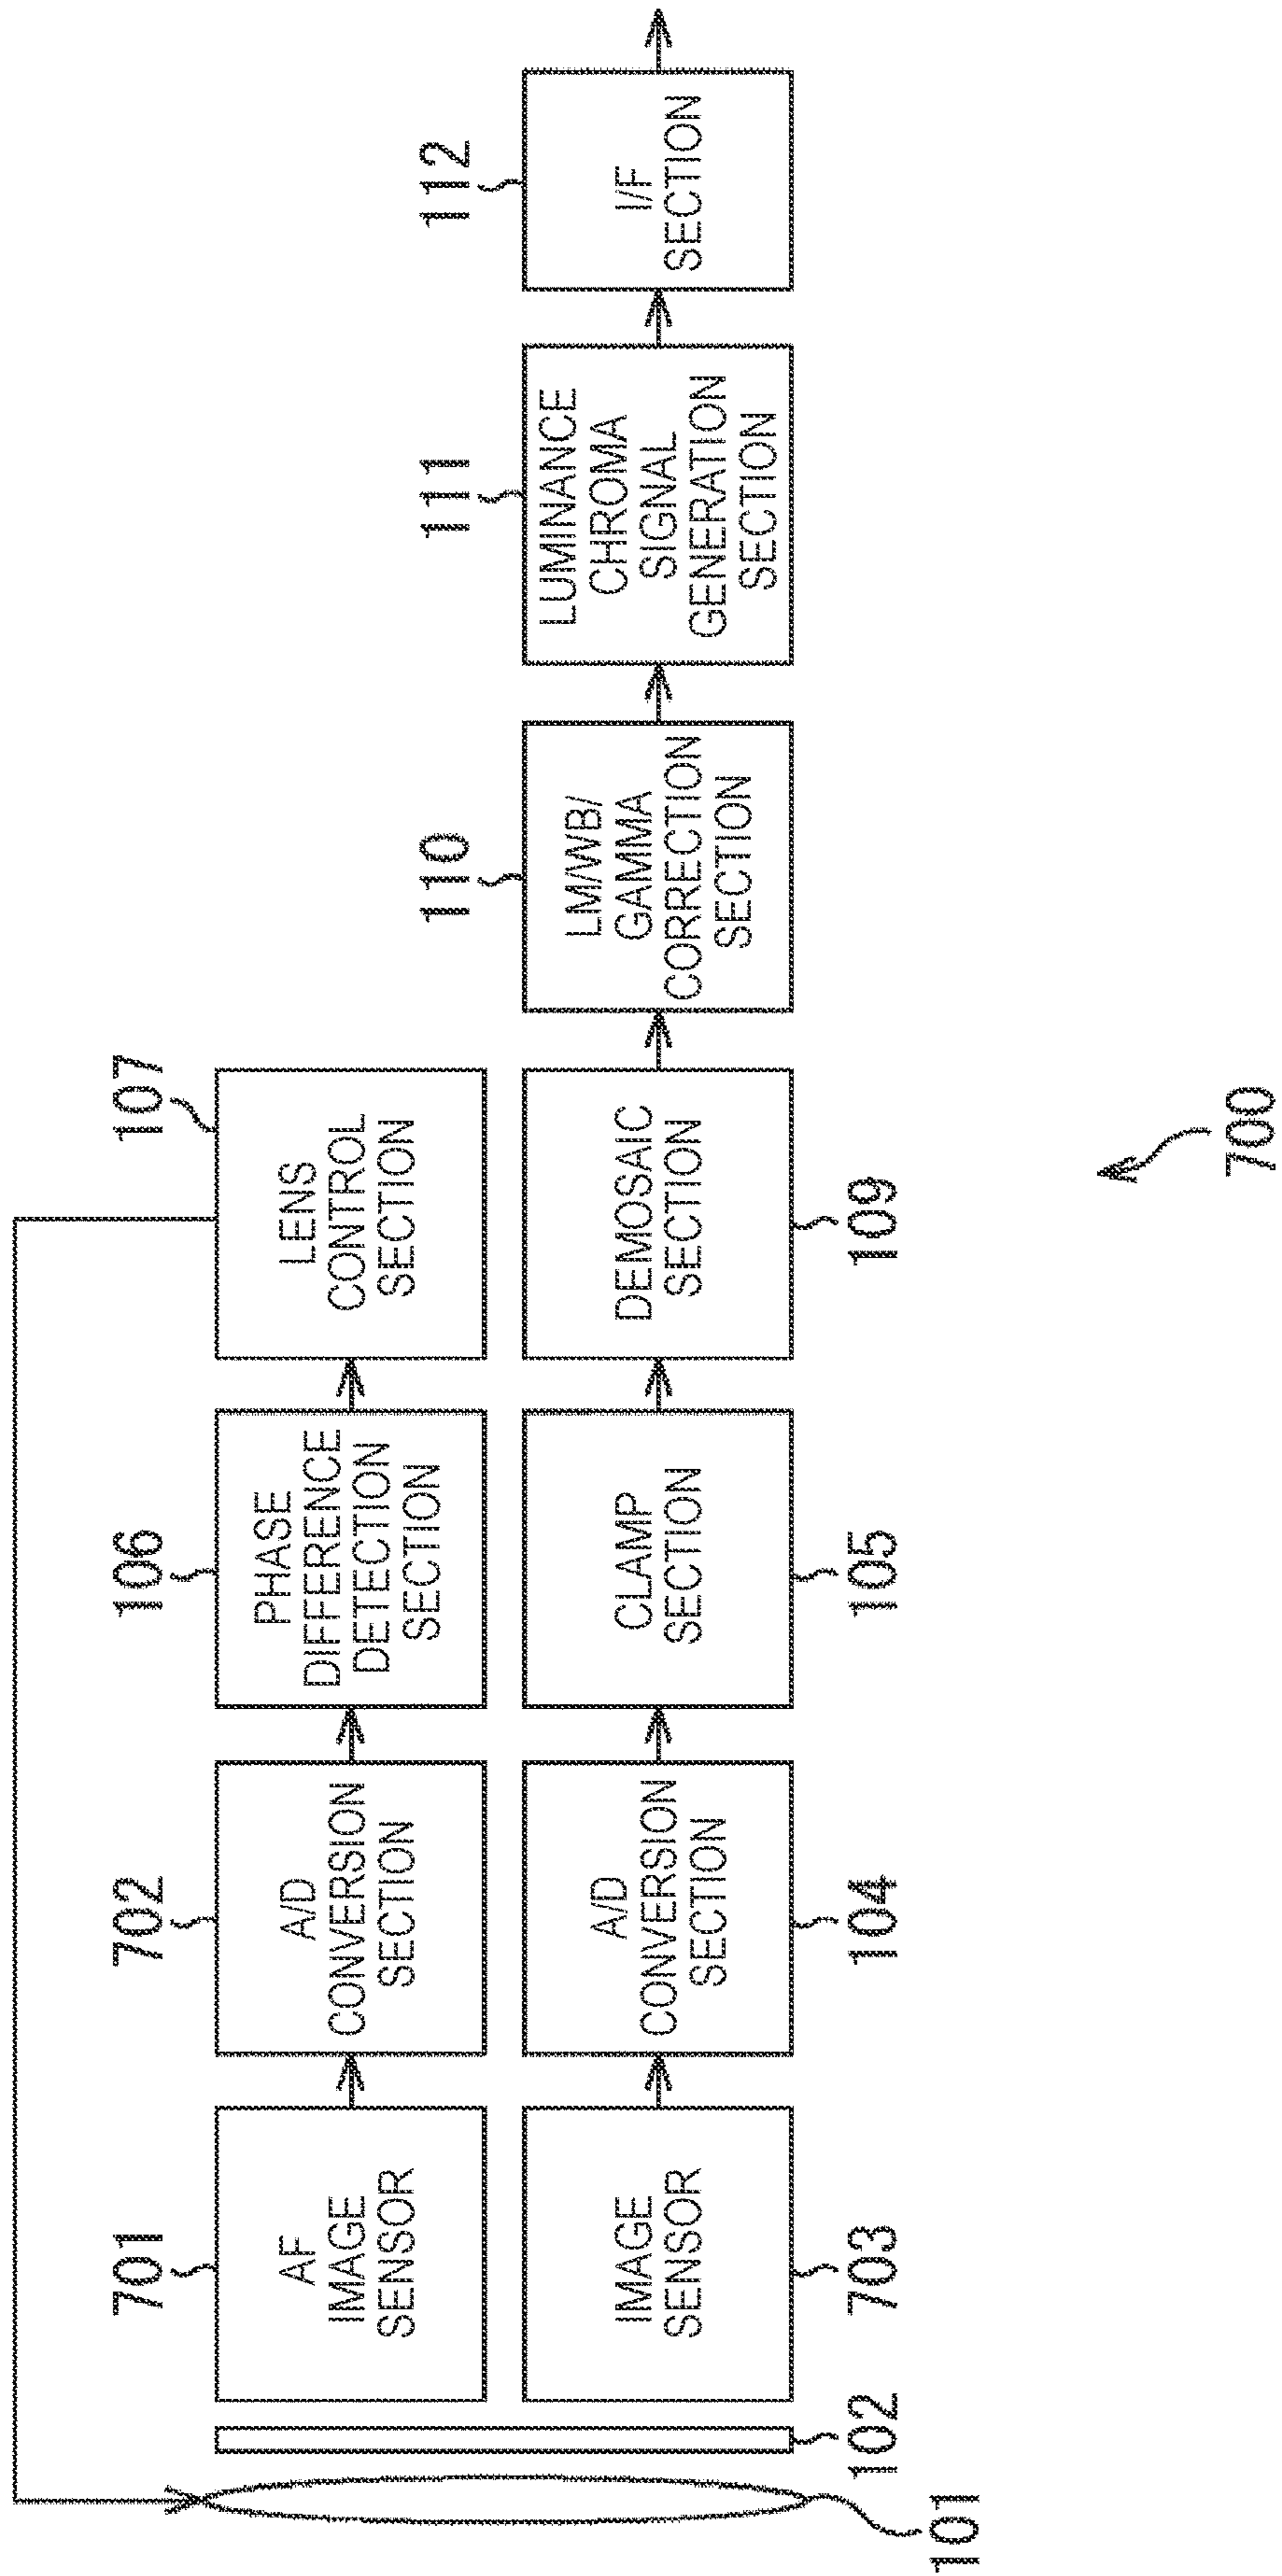 107
106
702
701
LENS
CONTROL
SECTION
PHASE
DIFFERENCE
DETECTION
SECTION
A/D
CONVERSION
SECTION
AF
IMAGE
SENSOR
112
111
110
I/F
SECTION
LUMINANCE
CHROMA
SIGNAL
GENERATION
SECTION
LM/WB/
GAMMA
CORRECTION
SECTION
DEMOSAIC
SECTION
CLAMP
SECTION
A/D
CONVERSION
SECTION
IMAGE
SENSOR
109
105
104
703
102
101
700